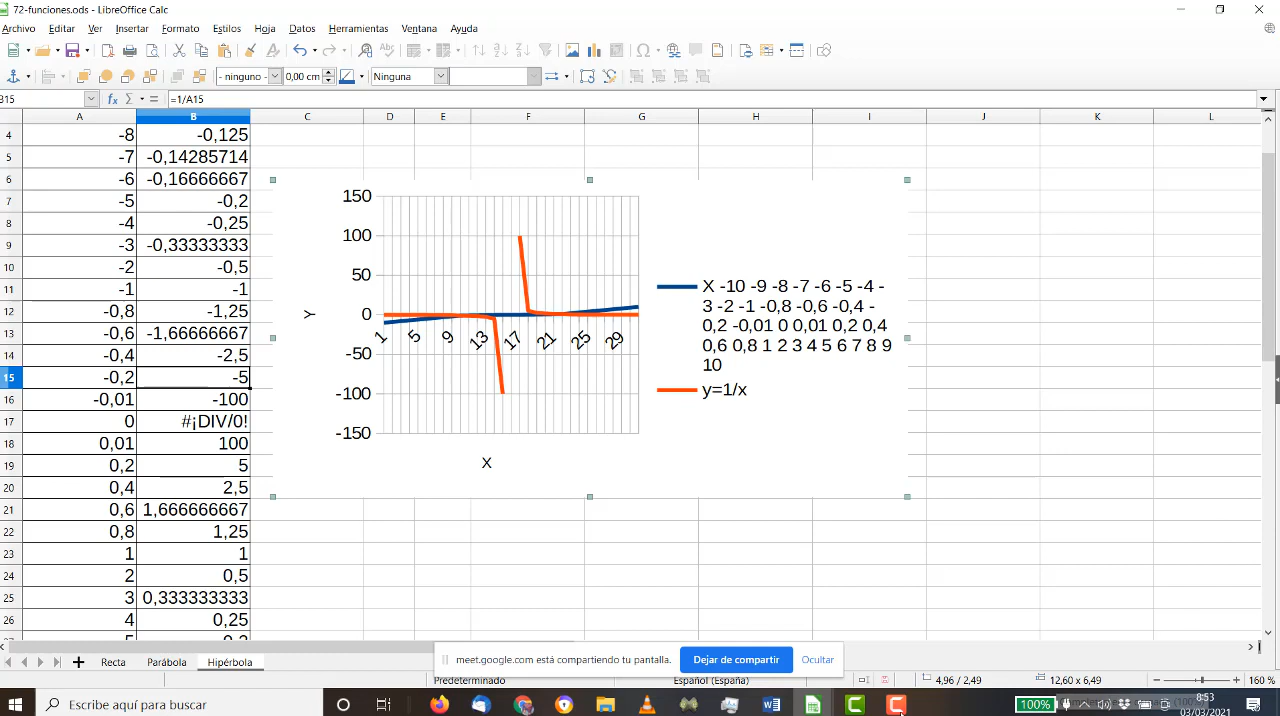 72-funciones.ods - LibreOffice Calc
Archivo Editar Ver Insertar Formato Estilos Hoja Datos Herramientas Ventana Ayuda
- ninguno - 0,00 cm Ninguna
B15 =1/A15
A B C D E F G H I J K L
4 -8 -0,125
5 -7 -0,14285714
6 -6 -0,16666667
7 -5 -0,2
8 -4 -0,25
9 -3 -0,33333333
10 -2 -0,5
11 -1 -1
12 -0,8 -1,25
13 -0,6 -1,66666667
14 -0,4 -2,5
15 -0,2 -5
16 -0,01 -100
17 0 #¡DIV/0!
18 0,01 100
19 0,2 5
20 0,4 2,5
21 0,6 1,666666667
22 0,8 1,25
23 1 1
24 2 0,5
25 3 0,333333333
26 4 0,25
150
100
50
0
-50
-100
-150
Y
1 5 9 13 17 21 25 29
X
X -10 -9 -8 -7 -6 -5 -4 -
3 -2 -1 -0,8 -0,6 -0,4 -
0,2 -0,01 0 0,01 0,2 0,4
0,6 0,8 1 2 3 4 5 6 7 8 9
10
y=1/x
Recta Parábola Hipérbola
meet.google.com está compartiendo tu pantalla. Dejar de compartir Ocultar
Predeterminado Español (España) 4,96 / 2,49 12,60 x 6,49 160 %
Escribe aquí para buscar
100%
8:53
03/03/2021